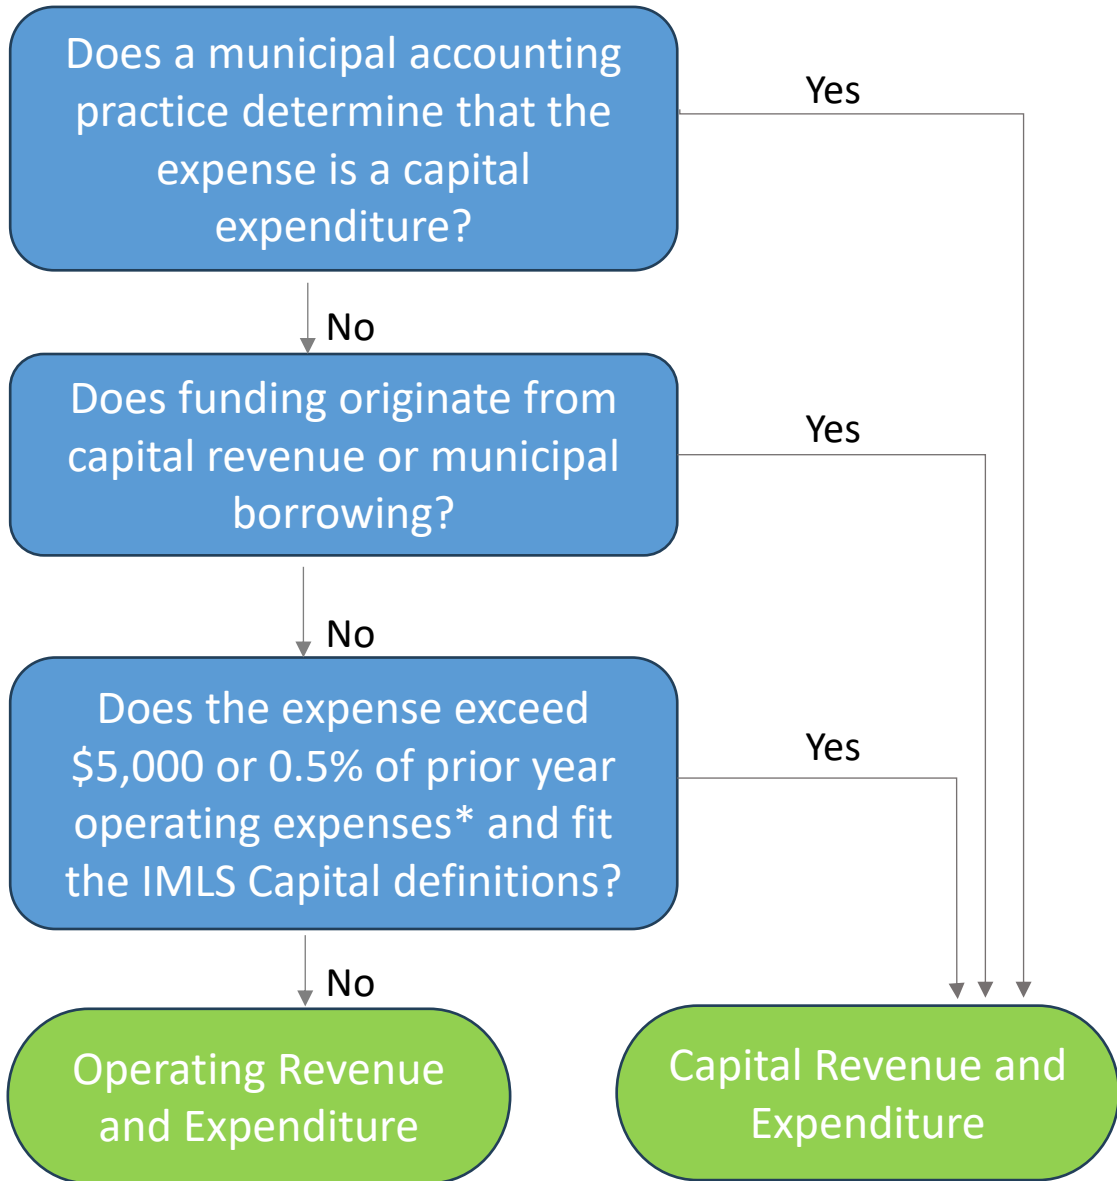 Does a municipal accounting
practice determine that the
expense is a capital
expenditure?
Yes
No
Does funding originate from
capital revenue or municipal
borrowing?
Yes
No
Does the expense exceed
$5,000 or 0.5% of prior year
operating expenses* and fit
the IMLS Capital definitions?
Yes
No
Operating Revenue
and Expenditure
Capital Revenue and
Expenditure